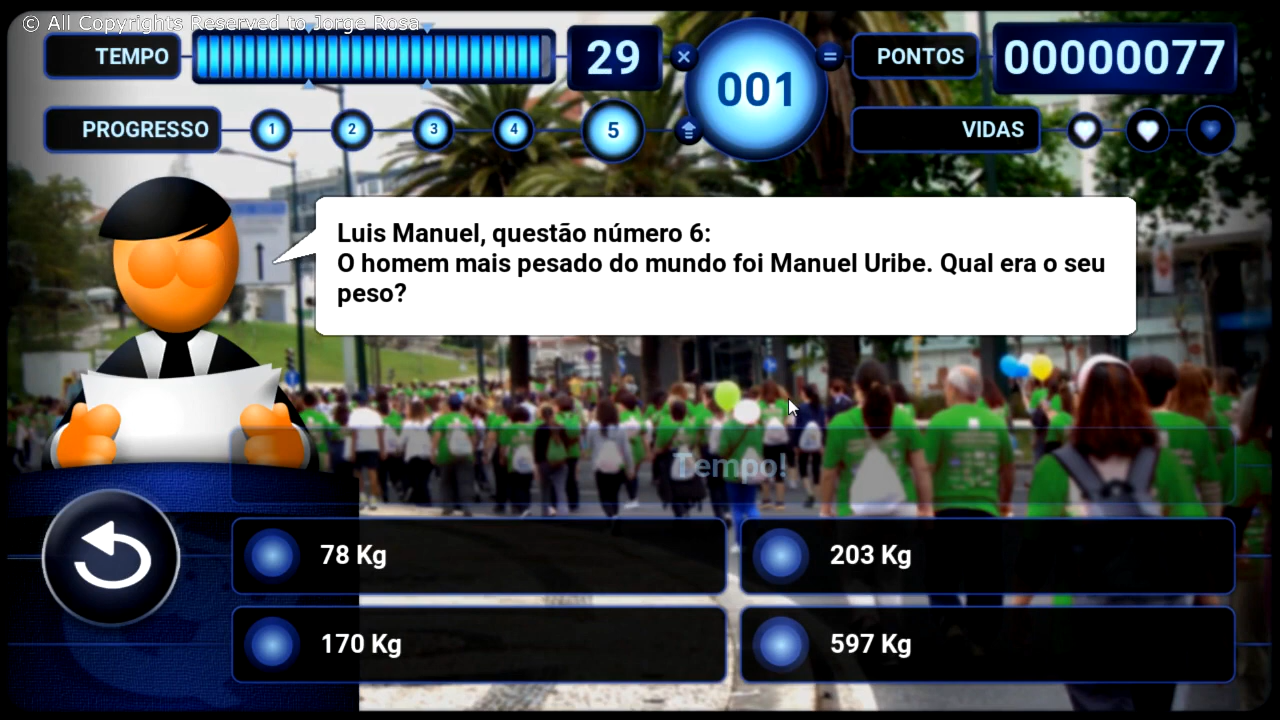 © All Copyrights Reserved to Jorge Rosa
TEMPO
29
001
PONTOS
00000077
PROGRESSO
1
2
3
4
5
VIDAS
Luis Manuel, questão número 6:
O homem mais pesado do mundo foi Manuel Uribe. Qual era o seu
peso?
Tempo!
78 Kg
203 Kg
170 Kg
597 Kg